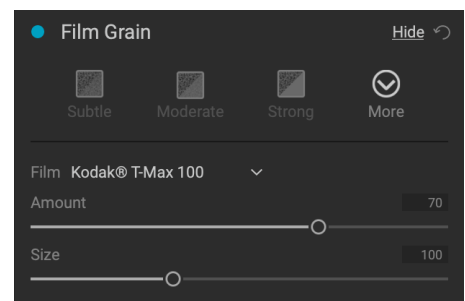 Film Grain Hide
Subtle Moderate Strong More
Film Kodak® T-Max 100
Amount 70
Size 100